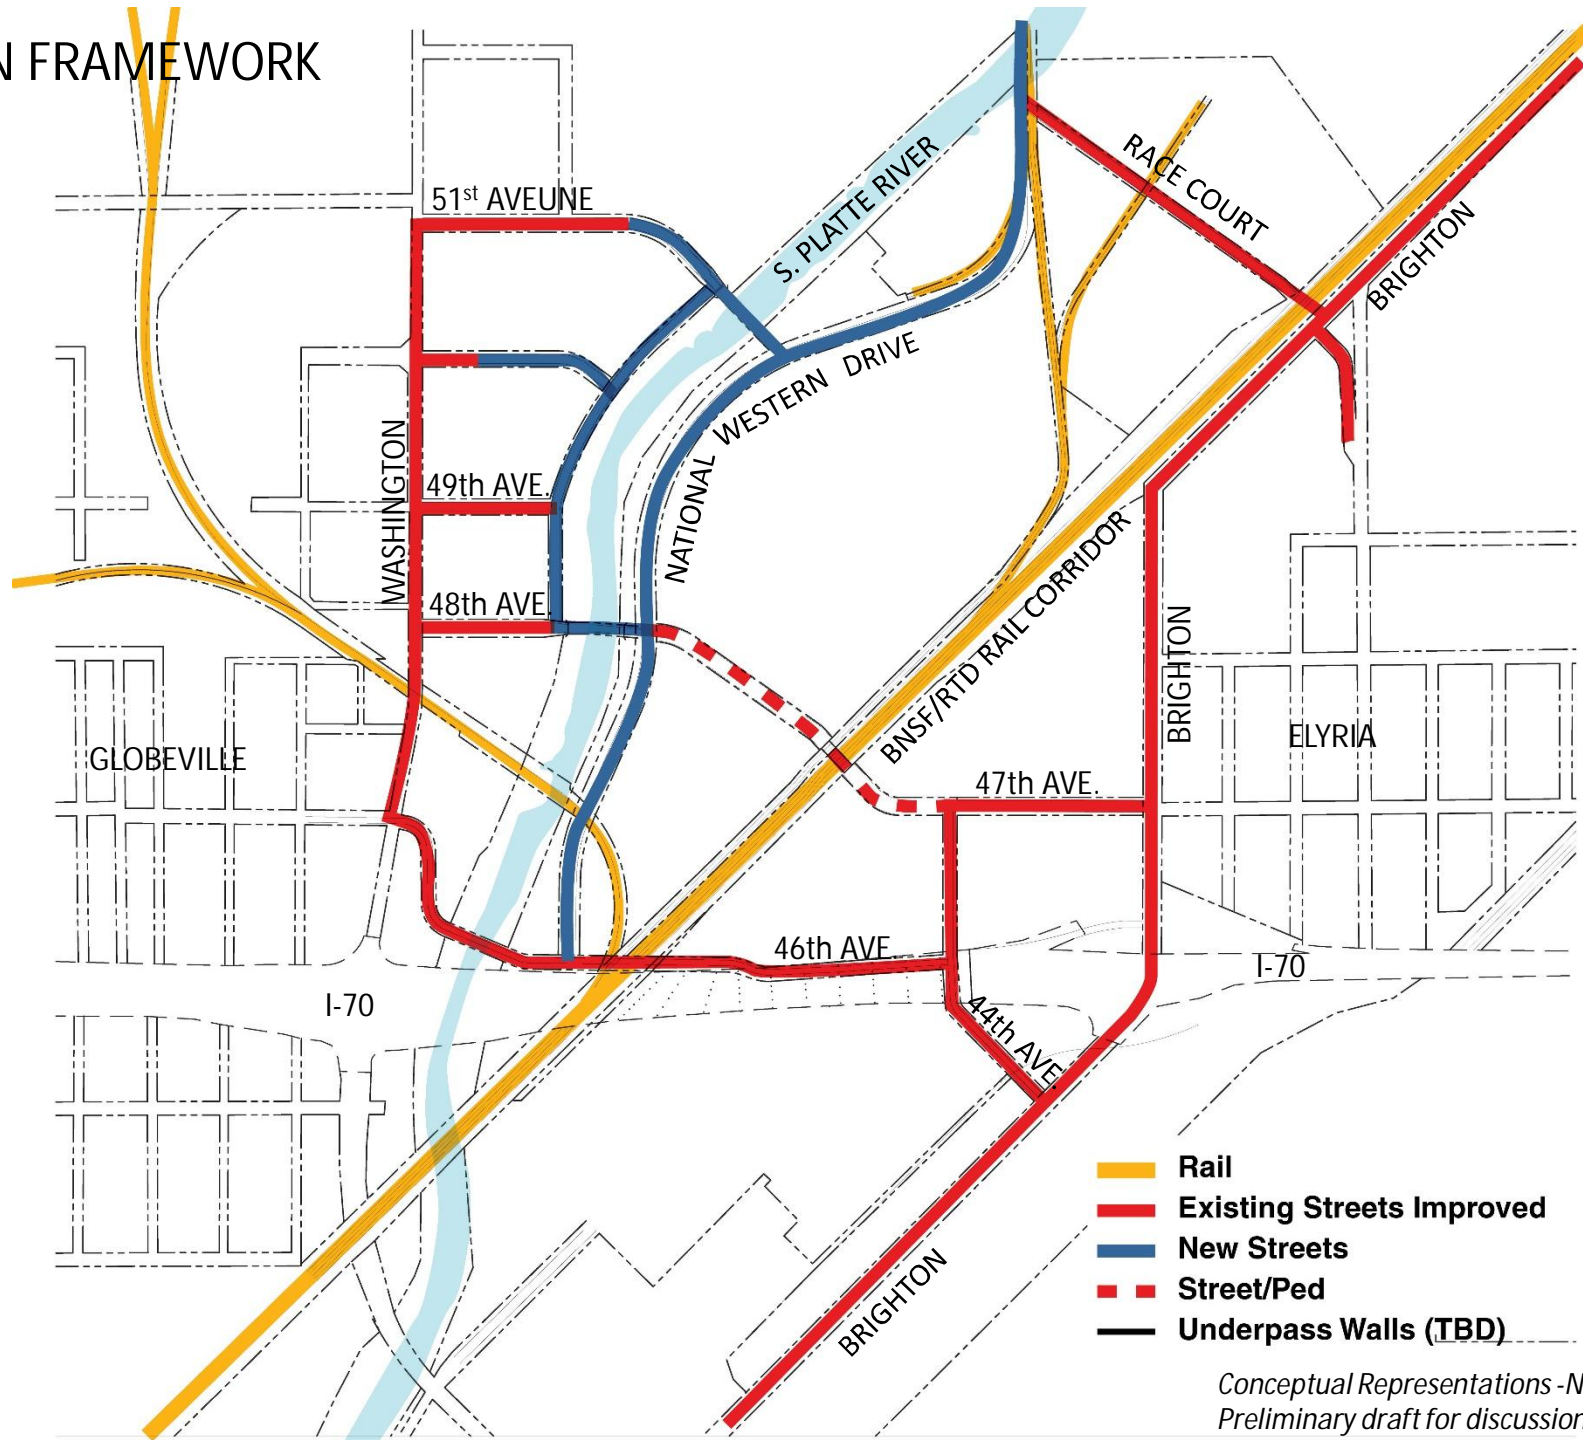 N FRAMEWORK
51st AVEUNE
S. PLATTE RIVER
RACE COURT
BRIGHTON
NATIONAL WESTERN DRIVE
WASHINGTON
49th AVE.
48th AVE.
BNSF/RTD RAIL CORRIDOR
BRIGHTON
GLOBEVILLE
ELYRIA
47th AVE.
46th AVE.
I-70
I-70
44th AVE.
BRIGHTON
Rail
Existing Streets Improved
New Streets
Street/Ped
Underpass Walls (TBD)
Conceptual Representations -N
Preliminary draft for discussion